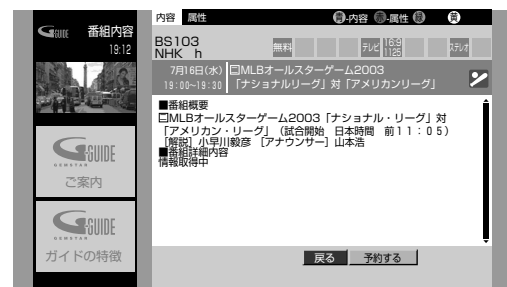 内容 属性
青-内容 赤-属性 緑 黄
GGUIDE 番組内容
19:12
BS103
NHK h
無料
テレビ 16:9 1125 ステレオ
7月16日(水) 19:00~19:30
MLBオールスターゲーム2003
「ナショナルリーグ」対「アメリカンリーグ」
■番組概要
MLBオールスターゲーム2003「ナショナル・リーグ」対
「アメリカン・リーグ」(試合開始 日本時間 前11:05)
[解説] 小早川毅彦 [アナウンサー] 山本浩
■番組詳細内容
情報取得中
G-GUIDE
GEMSTAR
ご案内
G-GUIDE
GEMSTAR
ガイドの特徴
戻る 予約する